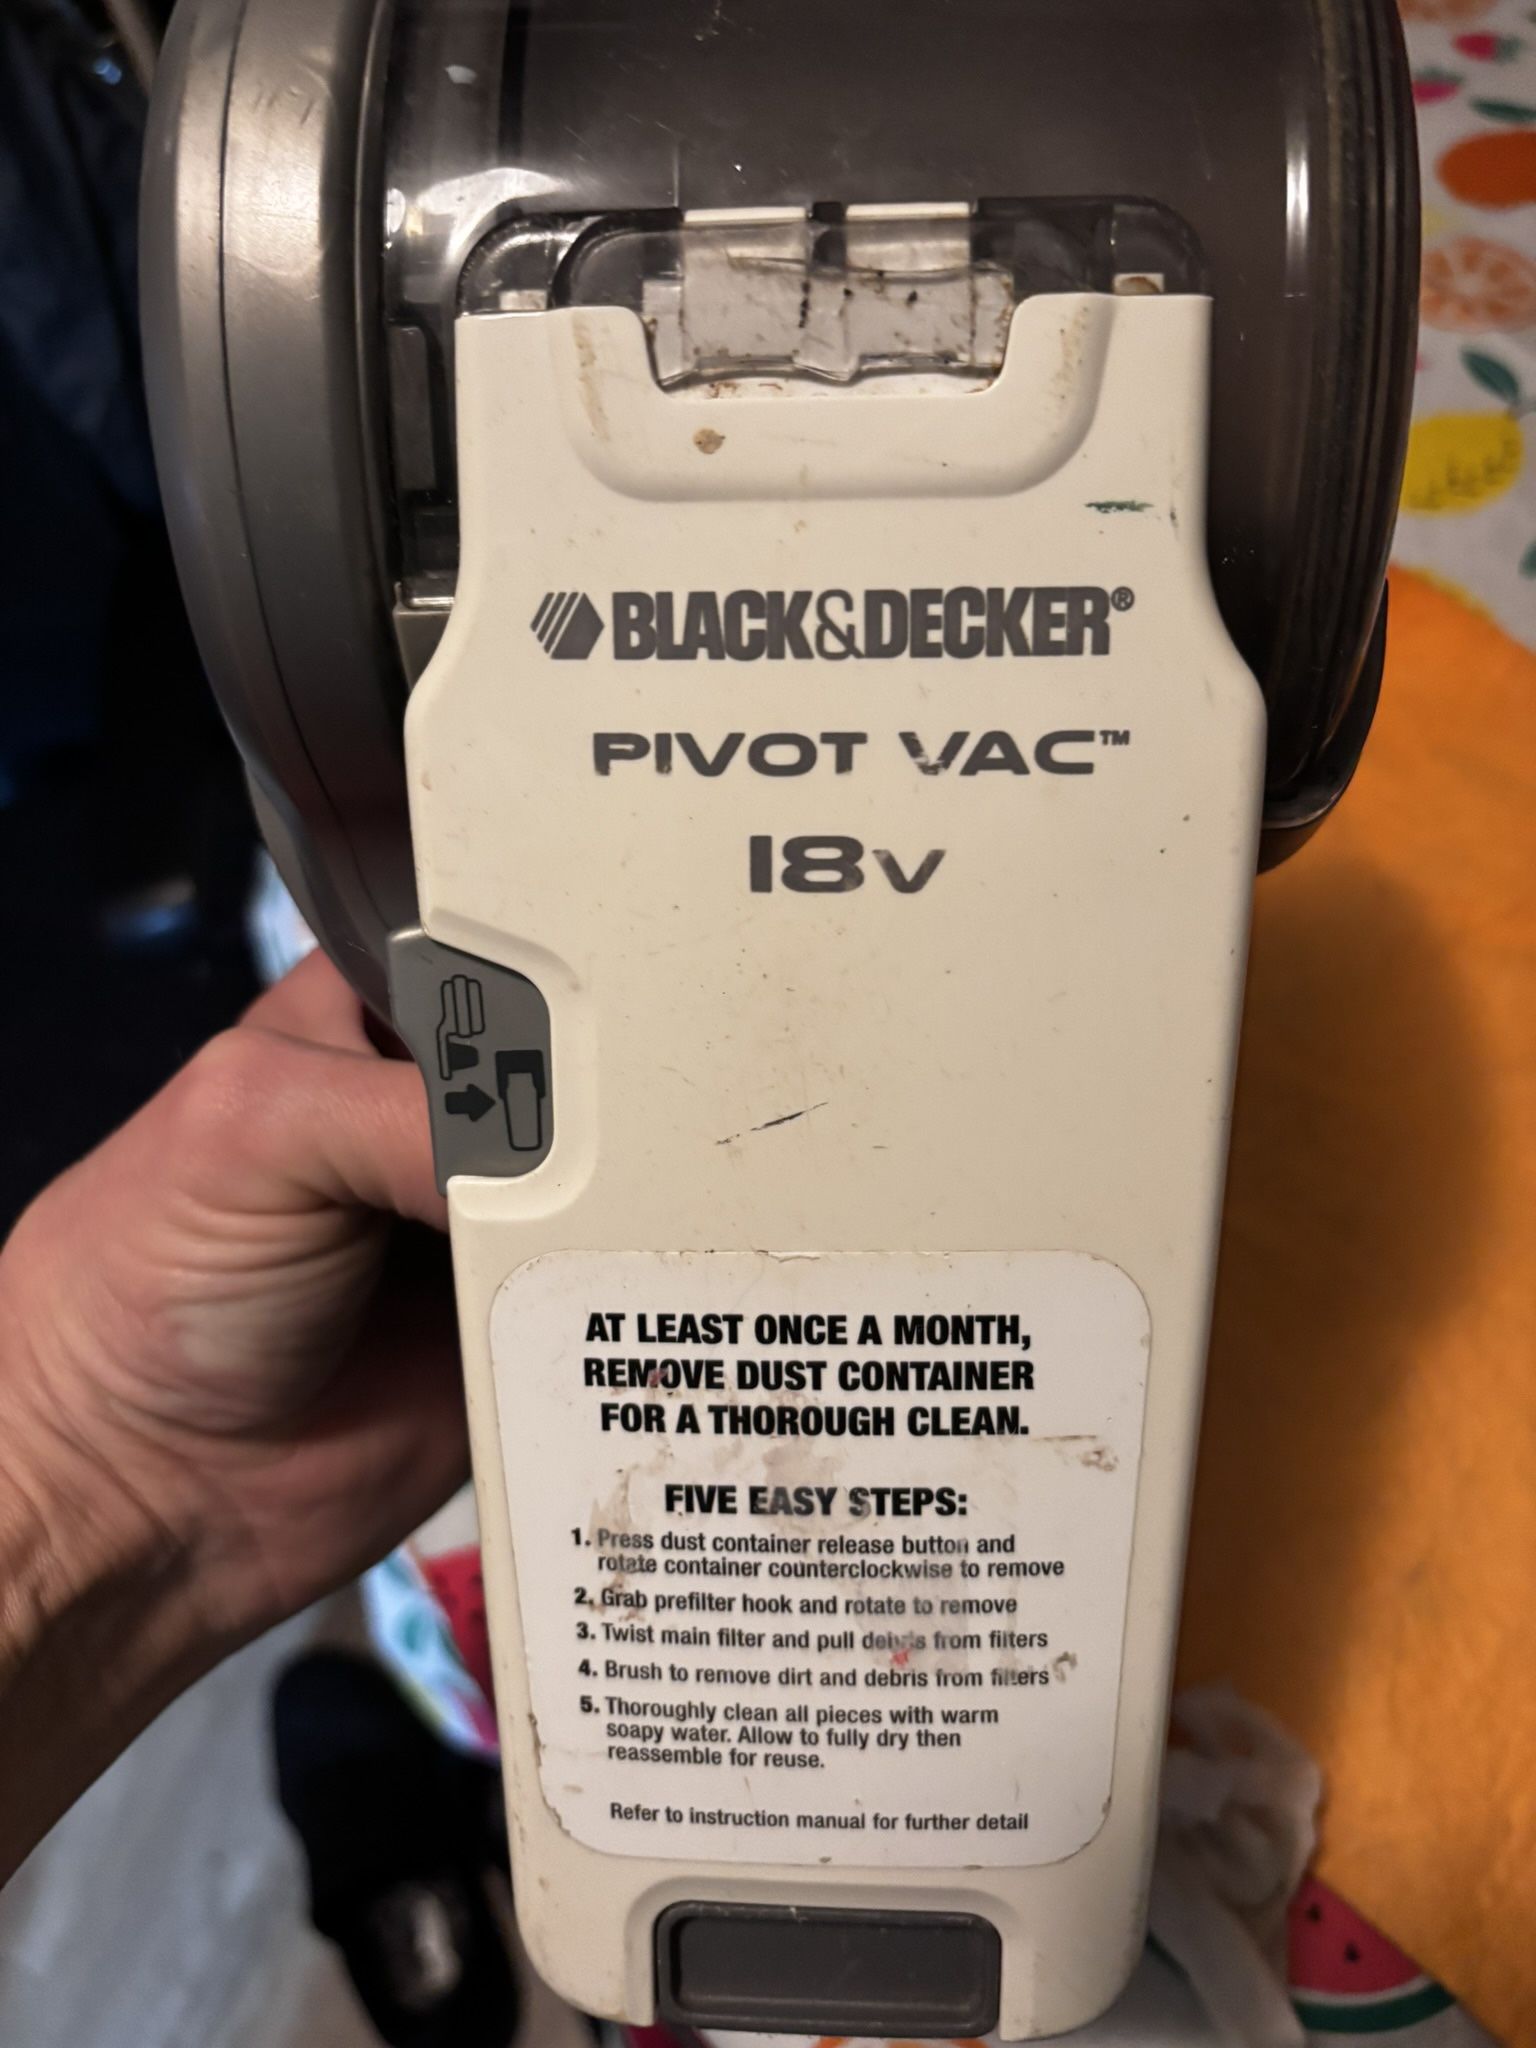 BLACK&DECKER®
PIVOT VAC™
18V
AT LEAST ONCE A MONTH,
REMOVE DUST CONTAINER
FOR A THOROUGH CLEAN.
FIVE EASY STEPS:
1. Press dust container release button and
rotate container counterclockwise to remove
2. Grab prefilter hook and rotate to remove
3. Twist main filter and pull debris from filters
4. Brush to remove dirt and debris from filters
5. Thoroughly clean all pieces with warm
soapy water. Allow to fully dry then
reassemble for reuse.
Refer to instruction manual for further detail